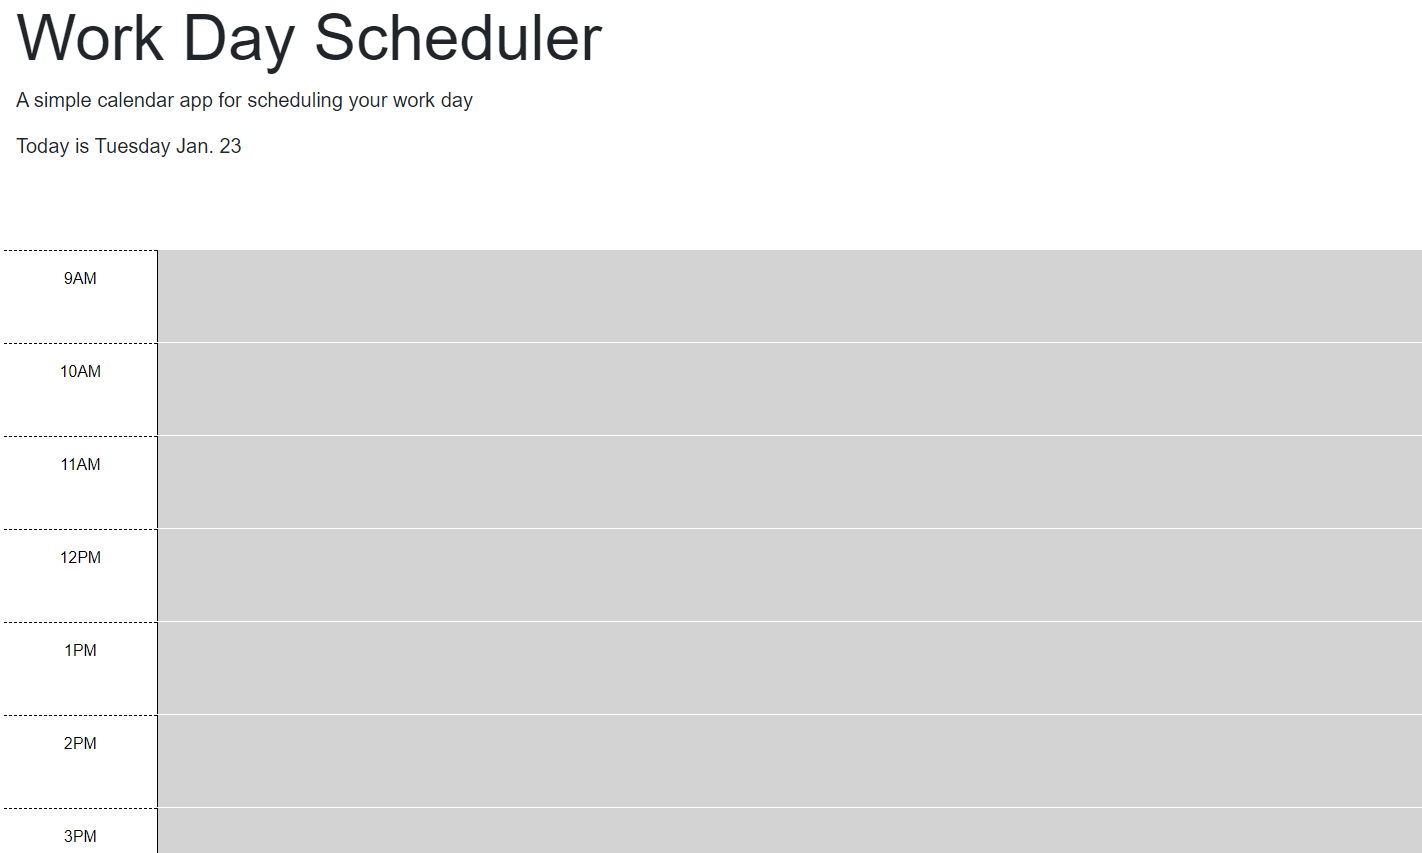 Work Day Scheduler
A simple calendar app for scheduling your work day
Today is Tuesday Jan. 23
9AM
10AM
11AM
12PM
1PM
2PM
3PM